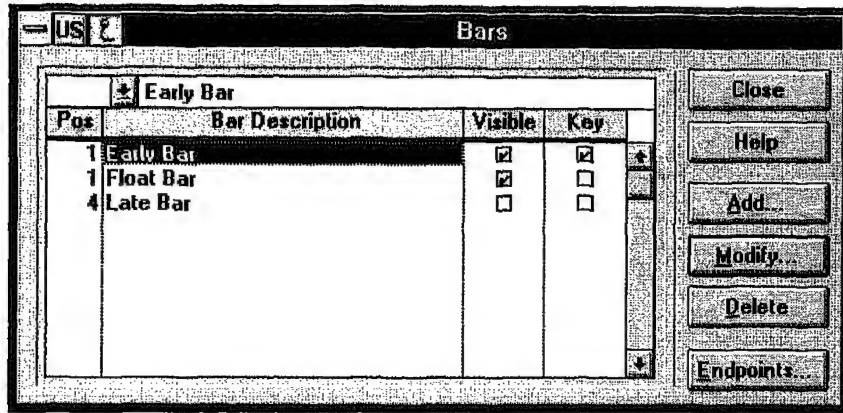 US
Bars
Early Bar
Pos Bar Description Visible Key
1 Early Bar
1 Float Bar
4 Late Bar
Close
Help
Add...
Modify...
Delete
Endpoints...